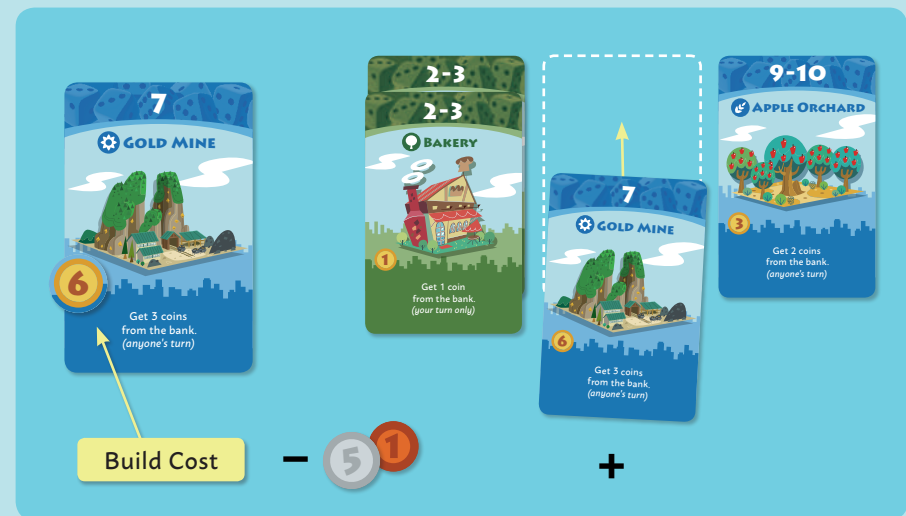 7
GOLD MINE
6
Get 3 coins
from the bank.
(anyone's turn)
Build Cost
– 5 1
2-3
2-3
BAKERY
1
Get 1 coin
from the bank.
(your turn only)
7
GOLD MINE
6
Get 3 coins
from the bank.
(anyone's turn)
+
9-10
APPLE ORCHARD
3
Get 2 coins
from the bank.
(anyone's turn)